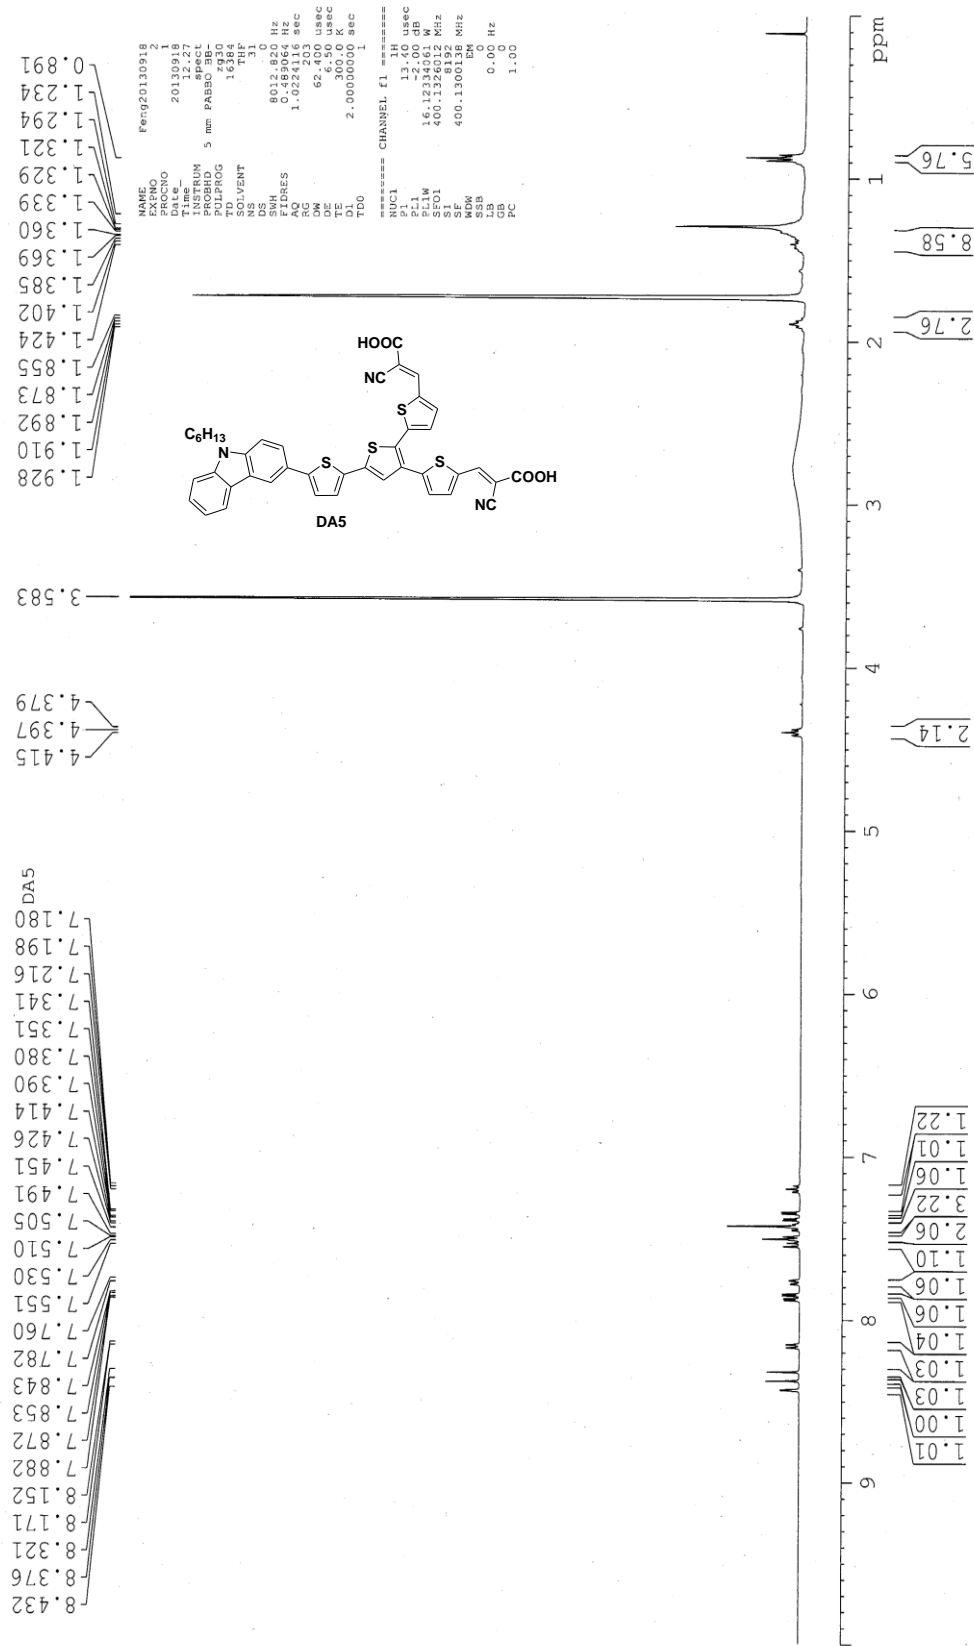 DA5
8.432
8.376
8.321
8.171
8.152
7.882
7.872
7.853
7.843
7.782
7.760
7.551
7.530
7.510
7.505
7.491
7.451
7.426
7.414
7.390
7.380
7.351
7.341
7.216
7.198
7.180
4.415
4.397
4.379
3.583
1.928
1.910
1.892
1.873
1.855
1.424
1.402
1.385
1.369
1.360
1.339
1.329
1.321
1.294
1.234
0.891
NAME Feng20130918
EXPNO 2
PROCNO 1
Date_ 20130918
Time_ 12.27
INSTRUM spect
PROBHD 5 mm PABBO BB-
PULPROG zg30
TD 16384
SOLVENT THF
NS 31
DS 0
SWH 8012.820 Hz
FIDRES 0.489064 Hz
AQ 1.0224116 sec
RG 203
DW 62.400 usec
DE 6.50 usec
TE 300.0 K
D1 2.00000000 sec
TD0 1
======== CHANNEL f1 ========
NUC1 1H
P1 13.40 usec
PL1 -2.00 dB
PL1W 16.12334061 W
SFO1 400.1326012 MHz
SI 8192
SF 400.1300138 MHz
WDW EM
SSB 0
LB 0.00 Hz
GB 0
PC 1.00
HOOC
NC
S
C6H13
N
S
S
S
COOH
NC
DA5
9 8 7 6 5 4 3 2 1 ppm
1.01
1.00
1.03
1.03
1.04
1.06
1.06
1.10
2.06
3.22
1.06
1.01
1.22
2.14
2.76
8.58
5.76